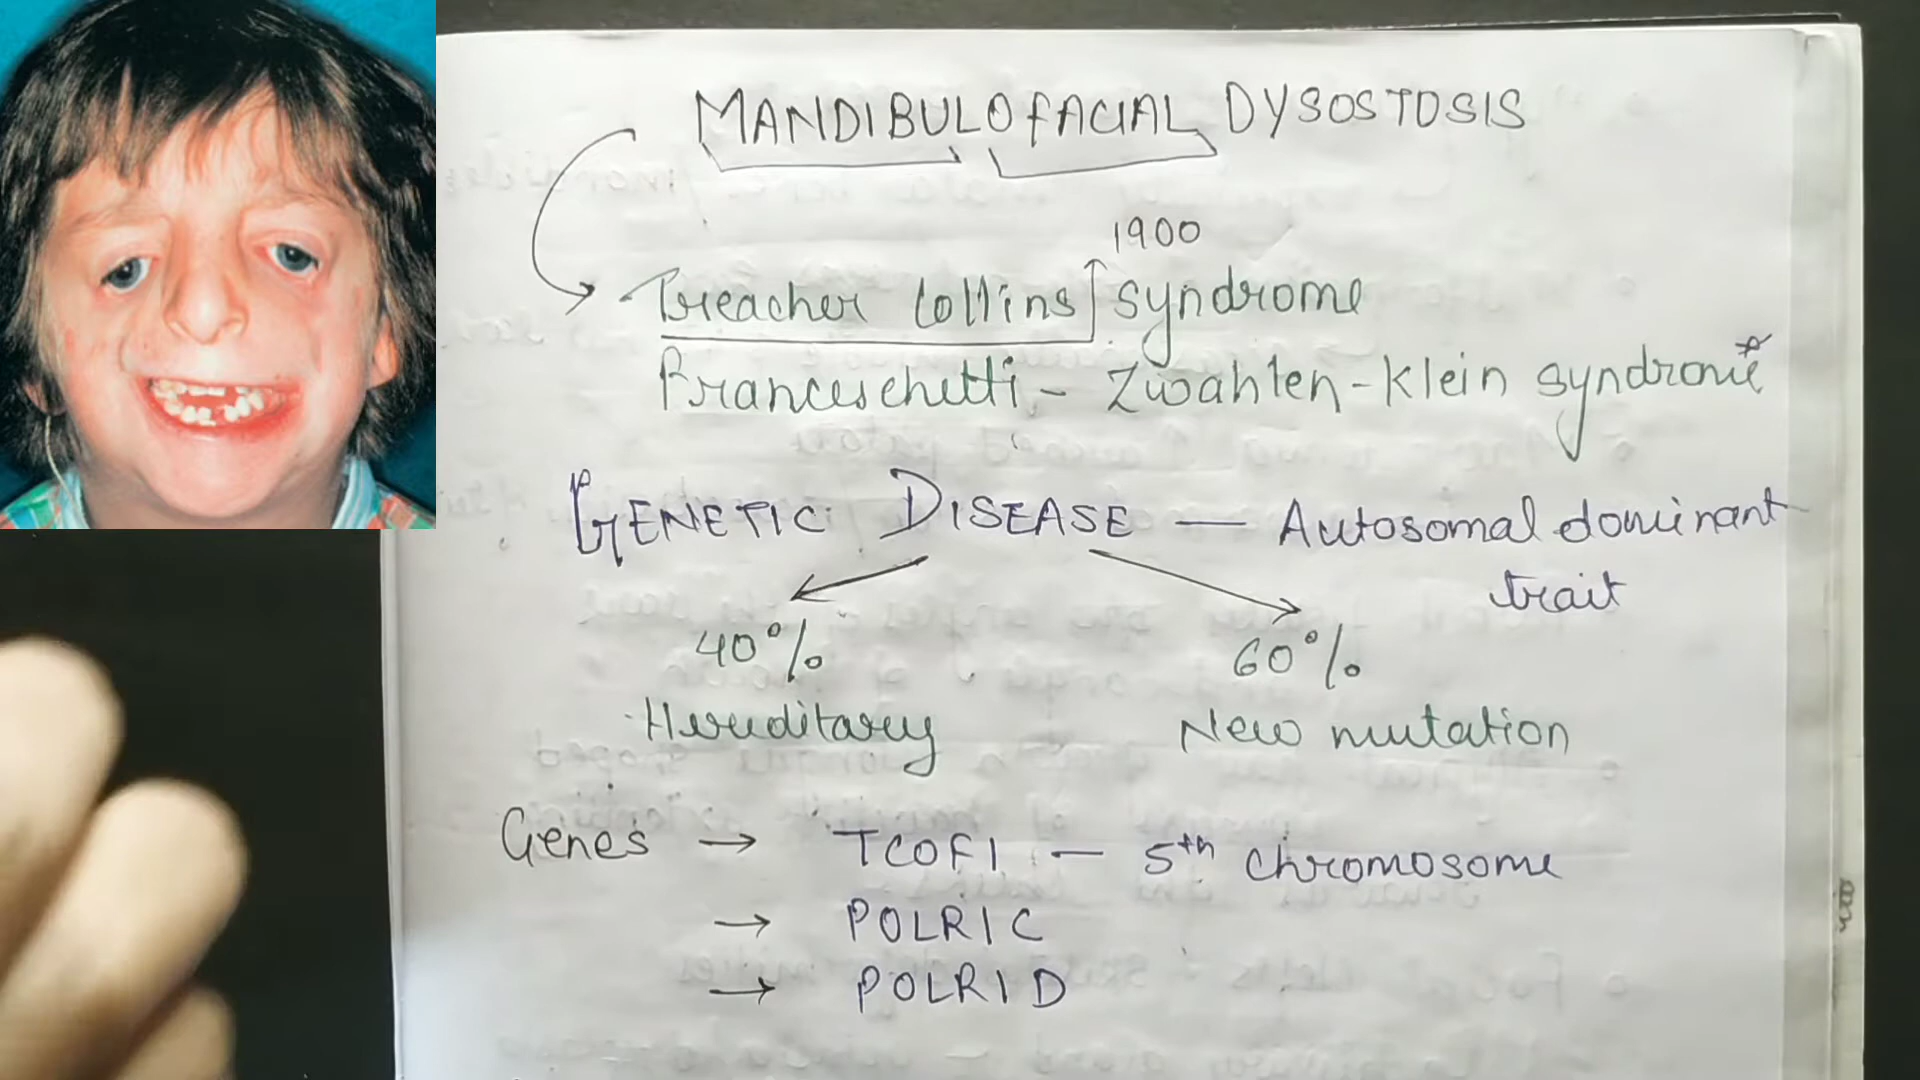 MANDIBULOFACIAL DYSOSTOSIS
1900
Treacher Collins syndrome
Franceschetti - Zwahlen-Klein syndrome
GENETIC DISEASE — Autosomal dominant
trait
40% 60%
Hereditary New mutation
Genes → TCOF1 — 5th chromosome
→ POLR1C
→ POLR1D